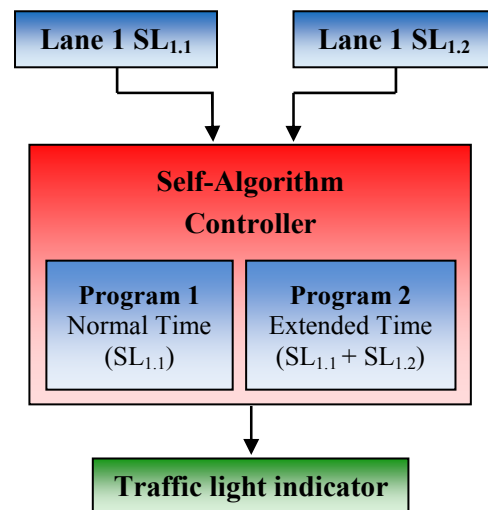 Lane 1 SL1.1
Lane 1 SL1.2
Self-Algorithm
Controller
Program 1
Normal Time
(SL1.1)
Program 2
Extended Time
(SL1.1 + SL1.2)
Traffic light indicator